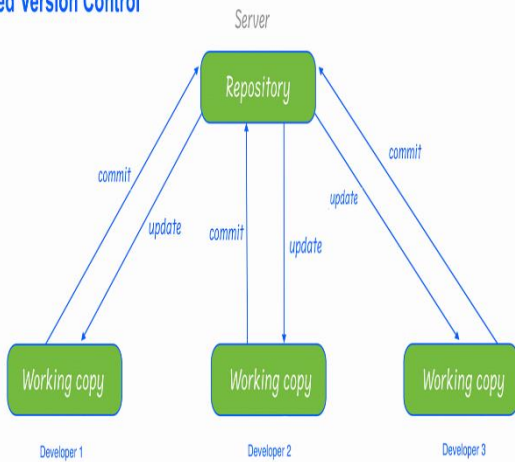 ed Version Control
Server
Repository
commit
update
commit
update
update
commit
Working copy
Working copy
Working copy
Developer 1
Developer 2
Developer 3